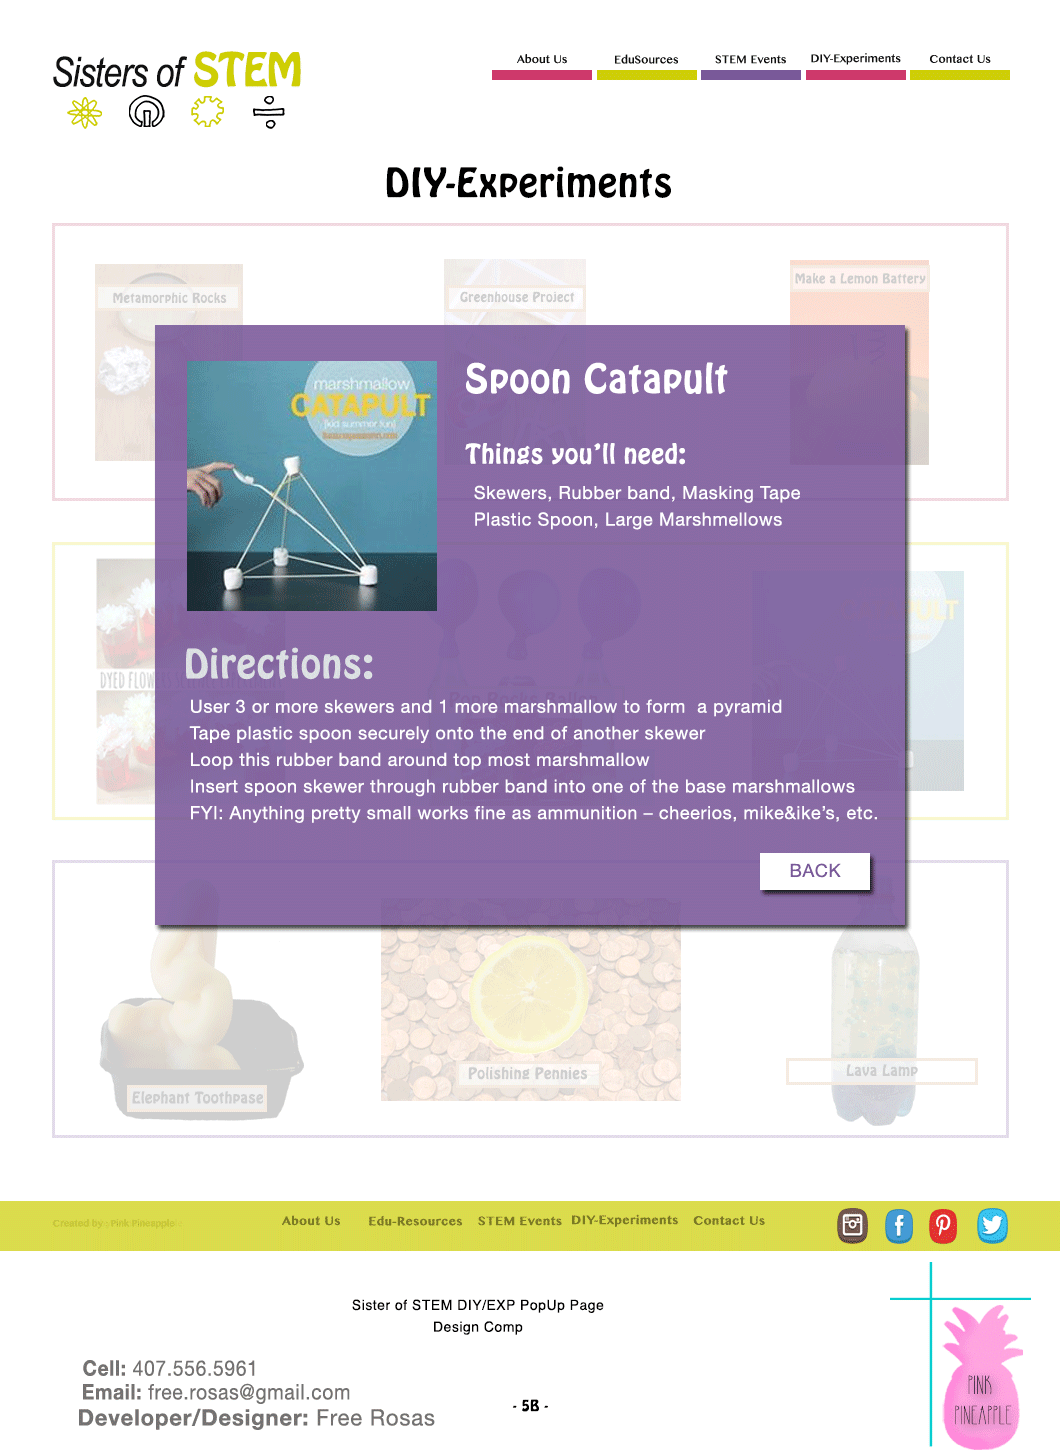 Sisters of STEM
About Us
EduSources
STEM Events
DIY-Experiments
Contact Us
DIY-Experiments
Metamorphic Rocks
Greenhouse Project
Make a Lemon Battery
marshmallow
CATAPULT
[kid summer fun]
Spoon Catapult
Things you'll need:
Skewers, Rubber band, Masking Tape
Plastic Spoon, Large Marshmellows
DYED FLOW
Directions:
User 3 or more skewers and 1 more marshmallow to form  a pyramid
Tape plastic spoon securely onto the end of another skewer
Loop this rubber band around top most marshmallow
Insert spoon skewer through rubber band into one of the base marshmallows
FYI: Anything pretty small works fine as ammunition – cheerios, mike&ike's, etc.
BACK
Elephant Toothpase
Polishing Pennies
Lava Lamp
Created by-| Pink Pineapple
About Us
Edu-Resources
STEM Events
DIY-Experiments
Contact Us
Sister of STEM DIY/EXP PopUp Page
Design Comp
Cell: 407.556.5961
Email: free.rosas@gmail.com
Developer/Designer: Free Rosas
- 5B -
PINK
PINEAPPLE